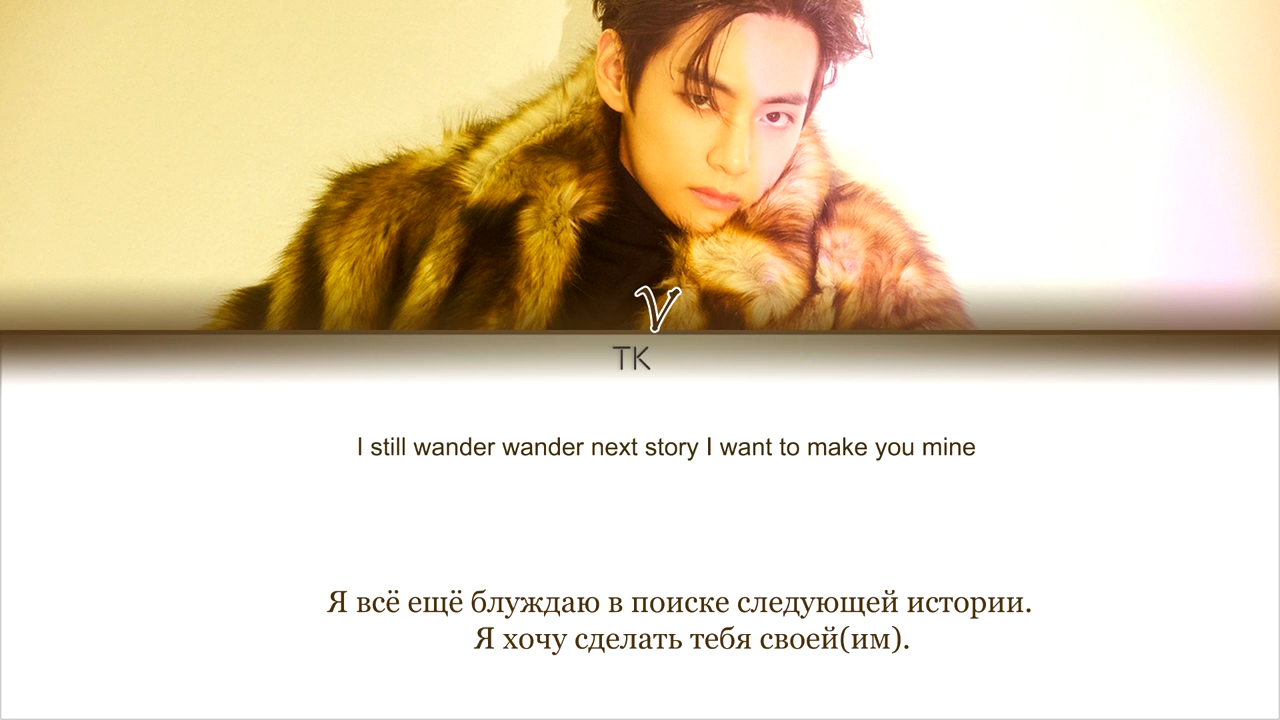 V
TK
I still wander wander next story I want to make you mine
Я всё ещё блуждаю в поиске следующей истории.
Я хочу сделать тебя своей(им).